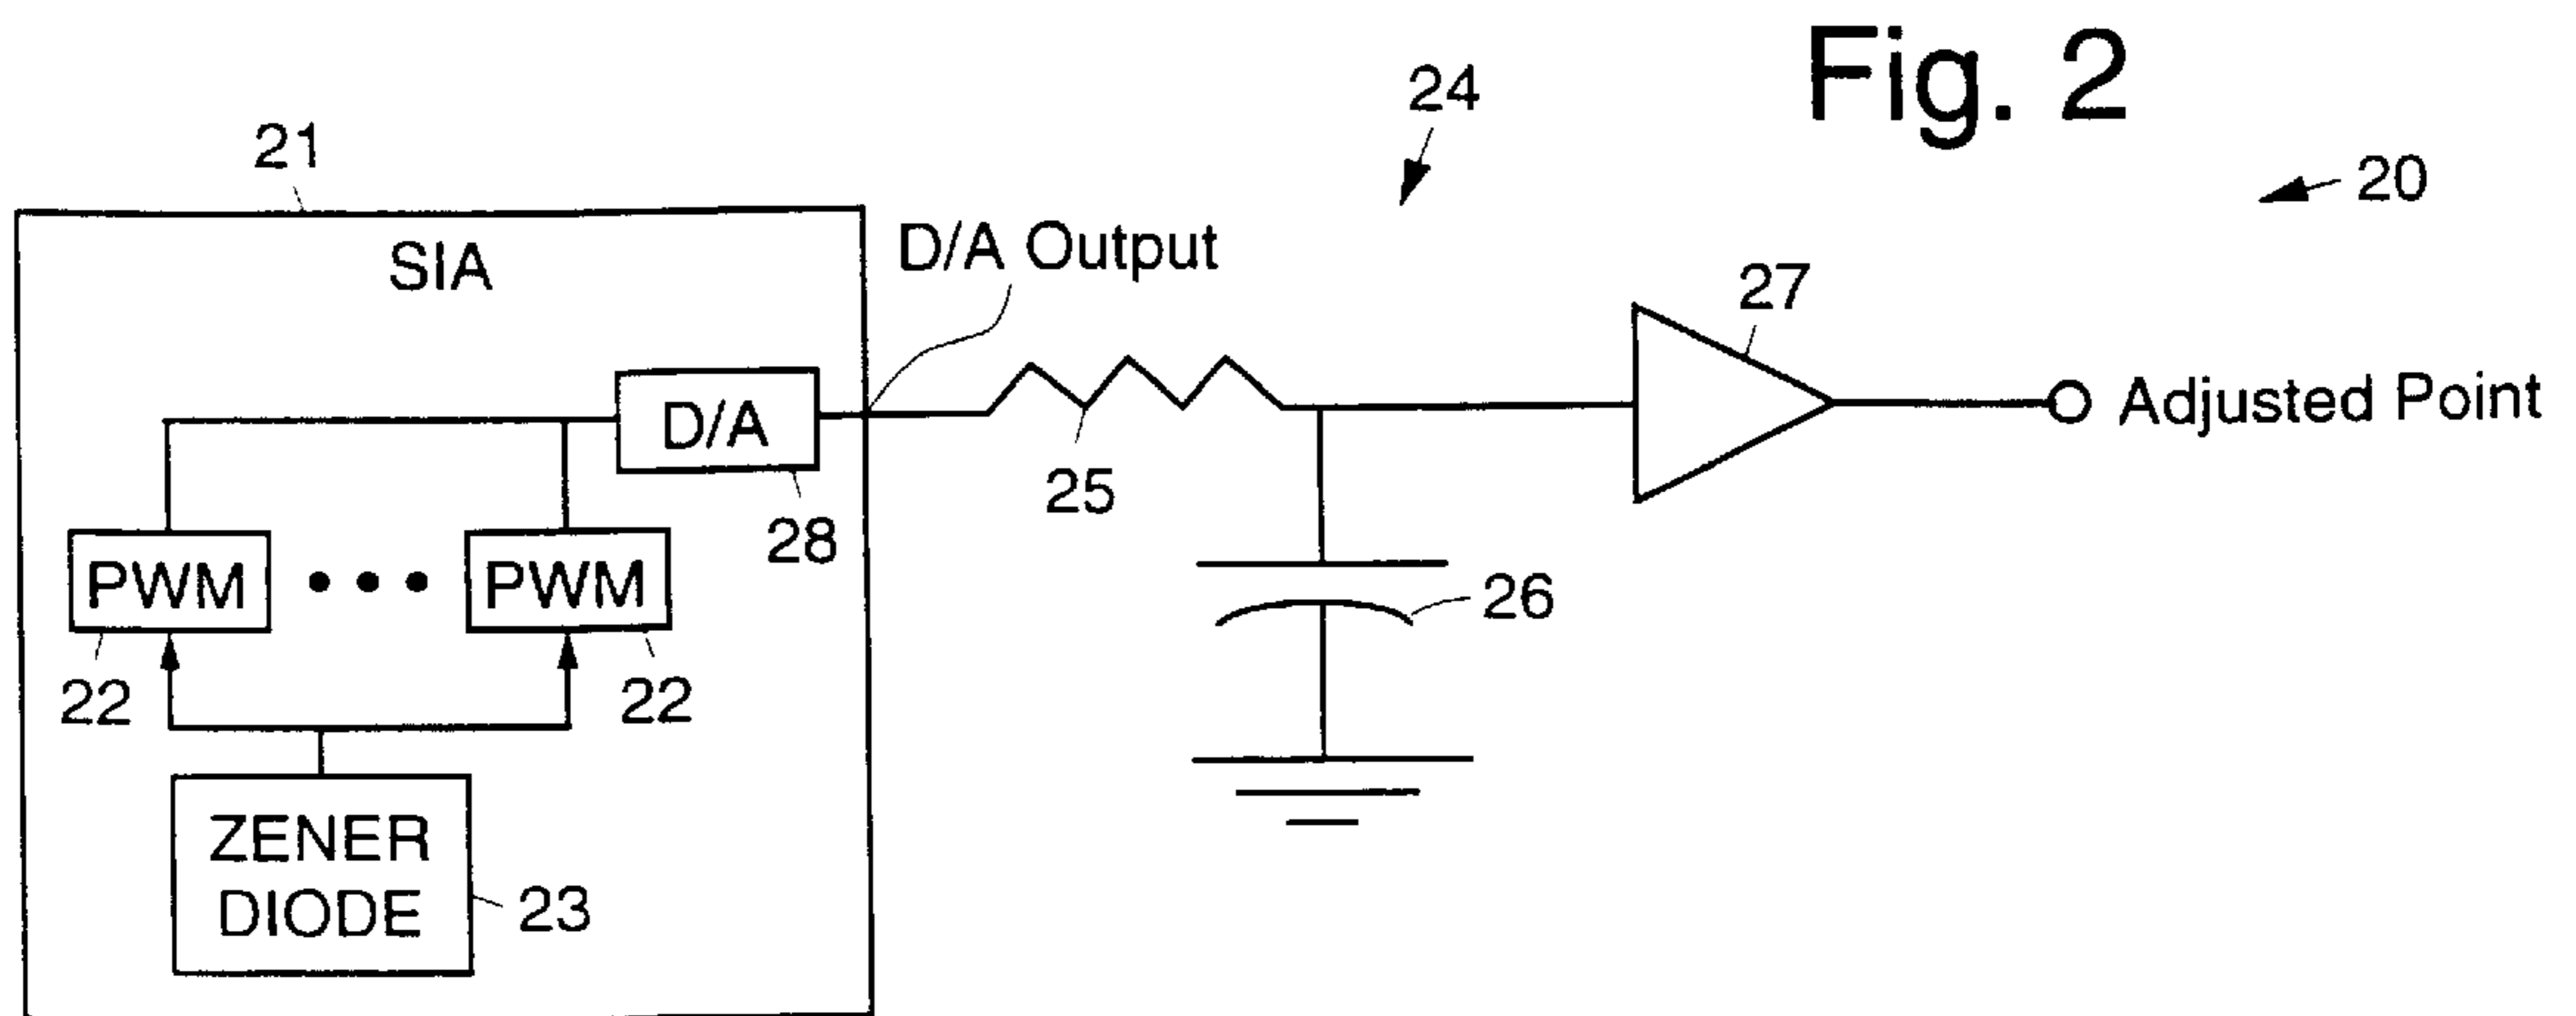 Fig. 2
24
20
21
SIA
D/A Output
27
D/A
Adjusted Point
25
28
PWM
PWM
26
22
22
ZENER
DIODE
23